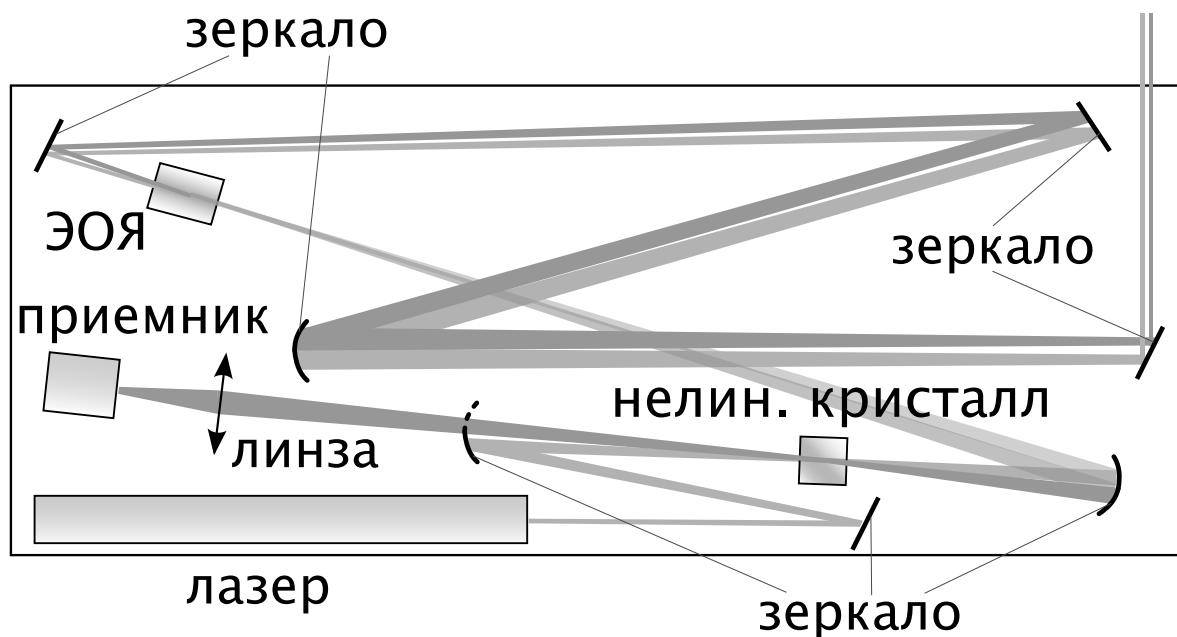 зеркало
ЭОЯ
зеркало
приемник
нелин. кристалл
линза
лазер
зеркало